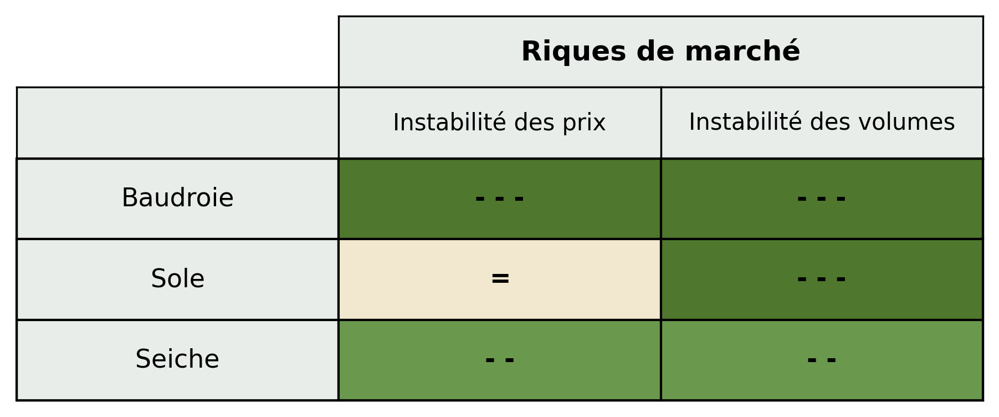 Riques de marché
Instabilité des prix Instabilité des volumes
Baudroie - - - - - -
Sole = - - -
Seiche - - - -